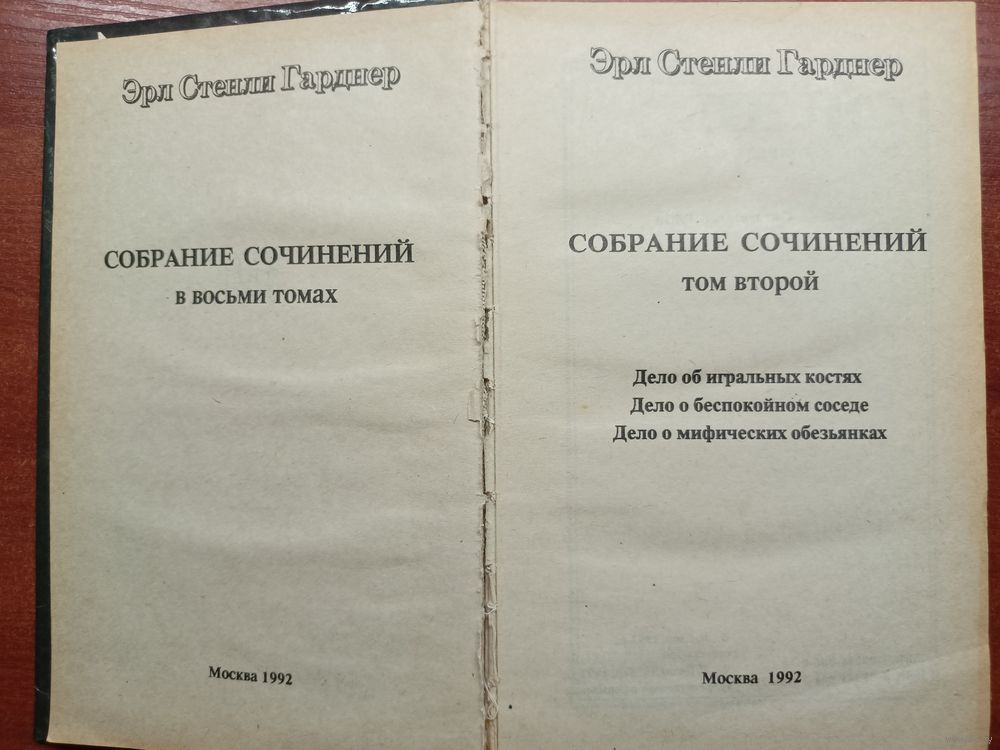 Эрл Стенли Гарднер
СОБРАНИЕ СОЧИНЕНИЙ
в восьми томах
Москва 1992
Эрл Стенли Гарднер
СОБРАНИЕ СОЧИНЕНИЙ
том второй
Дело об игральных костях
Дело о беспокойном соседе
Дело о мифических обезьянках
Москва 1992